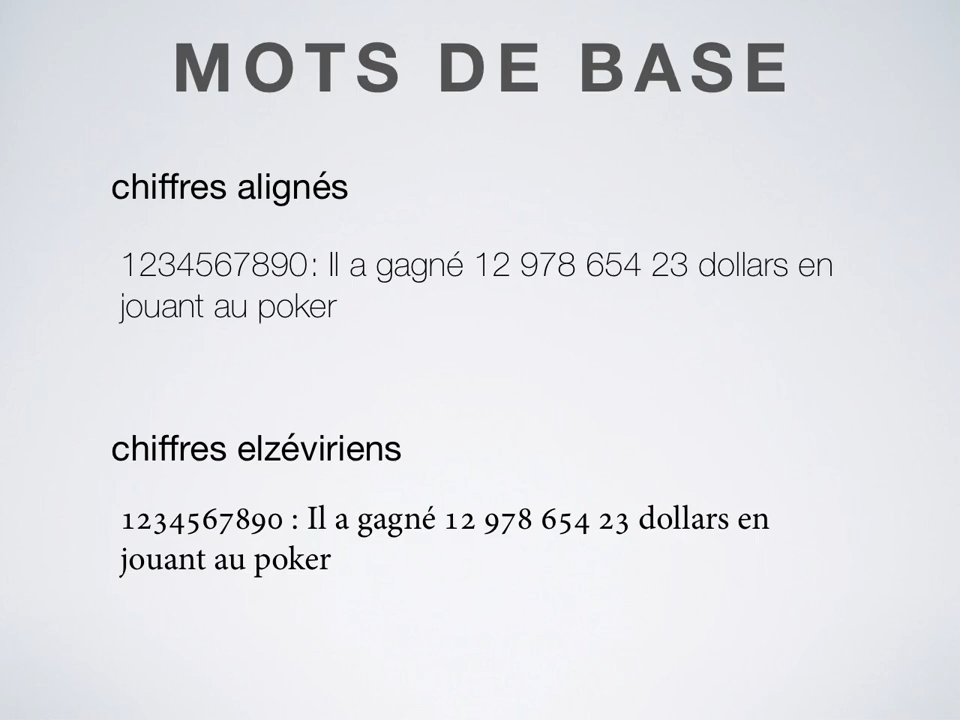 MOTS DE BASE
chiffres alignés
1234567890: Il a gagné 12 978 654 23 dollars en
jouant au poker
chiffres elzéviriens
1234567890 : Il a gagné 12 978 654 23 dollars en
jouant au poker